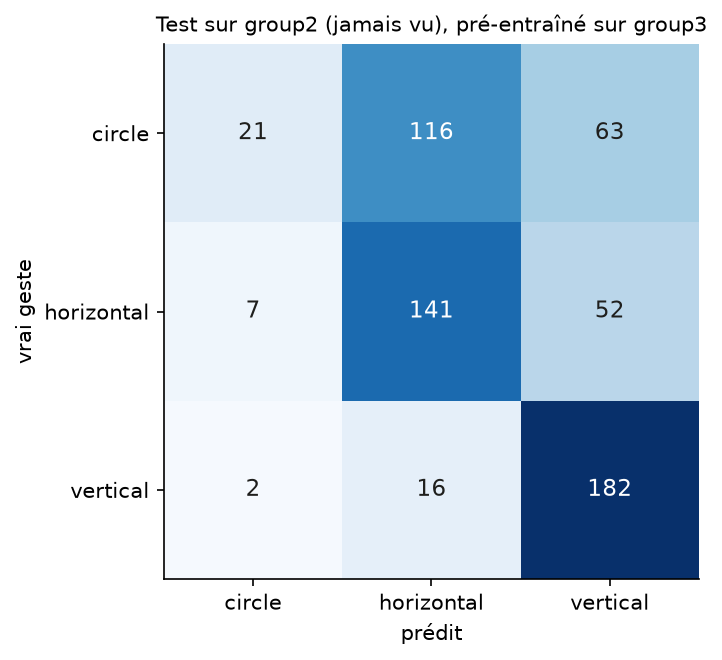 Test sur group2 (jamais vu), pré-entraîné sur group3
circle 21 116 63
vrai geste
horizontal 7 141 52
vertical 2 16 182
circle horizontal vertical
prédit